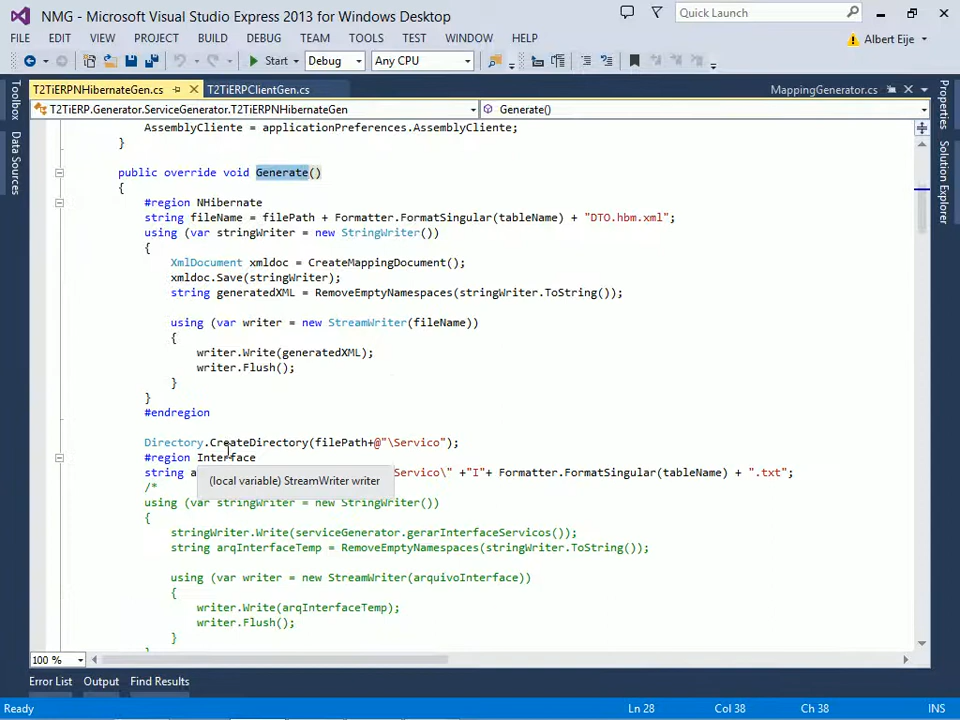 NMG - Microsoft Visual Studio Express 2013 for Windows Desktop
Quick Launch
FILE EDIT VIEW PROJECT BUILD DEBUG TEAM TOOLS TEST WINDOW HELP
Albert Eije
Start Debug Any CPU
T2TiERPNHibernateGen.cs T2TiERPClientGen.cs MappingGenerator.cs
T2TiERP.Generator.ServiceGenerator.T2TiERPNHibernateGen Generate()
Toolbox
Data Sources
Properties
Solution Explorer
AssemblyCliente = applicationPreferences.AssemblyCliente;
}
public override void Generate()
{
#region NHibernate
string fileName = filePath + Formatter.FormatSingular(tableName) + "DTO.hbm.xml";
using (var stringWriter = new StringWriter())
{
XmlDocument xmldoc = CreateMappingDocument();
xmldoc.Save(stringWriter);
string generatedXML = RemoveEmptyNamespaces(stringWriter.ToString());
using (var writer = new StreamWriter(fileName))
{
writer.Write(generatedXML);
writer.Flush();
}
}
#endregion
Directory.CreateDirectory(filePath+@"\Servico");
#region Interface
string a Servico\" +"I"+ Formatter.FormatSingular(tableName) + ".txt";
(local variable) StreamWriter writer
/*
using (var stringWriter = new StringWriter())
{
stringWriter.Write(serviceGenerator.gerarInterfaceServicos());
string arqInterfaceTemp = RemoveEmptyNamespaces(stringWriter.ToString());
using (var writer = new StreamWriter(arquivoInterface))
{
writer.Write(arqInterfaceTemp);
writer.Flush();
}
100 %
Error List Output Find Results
Ready Ln 28 Col 38 Ch 38 INS